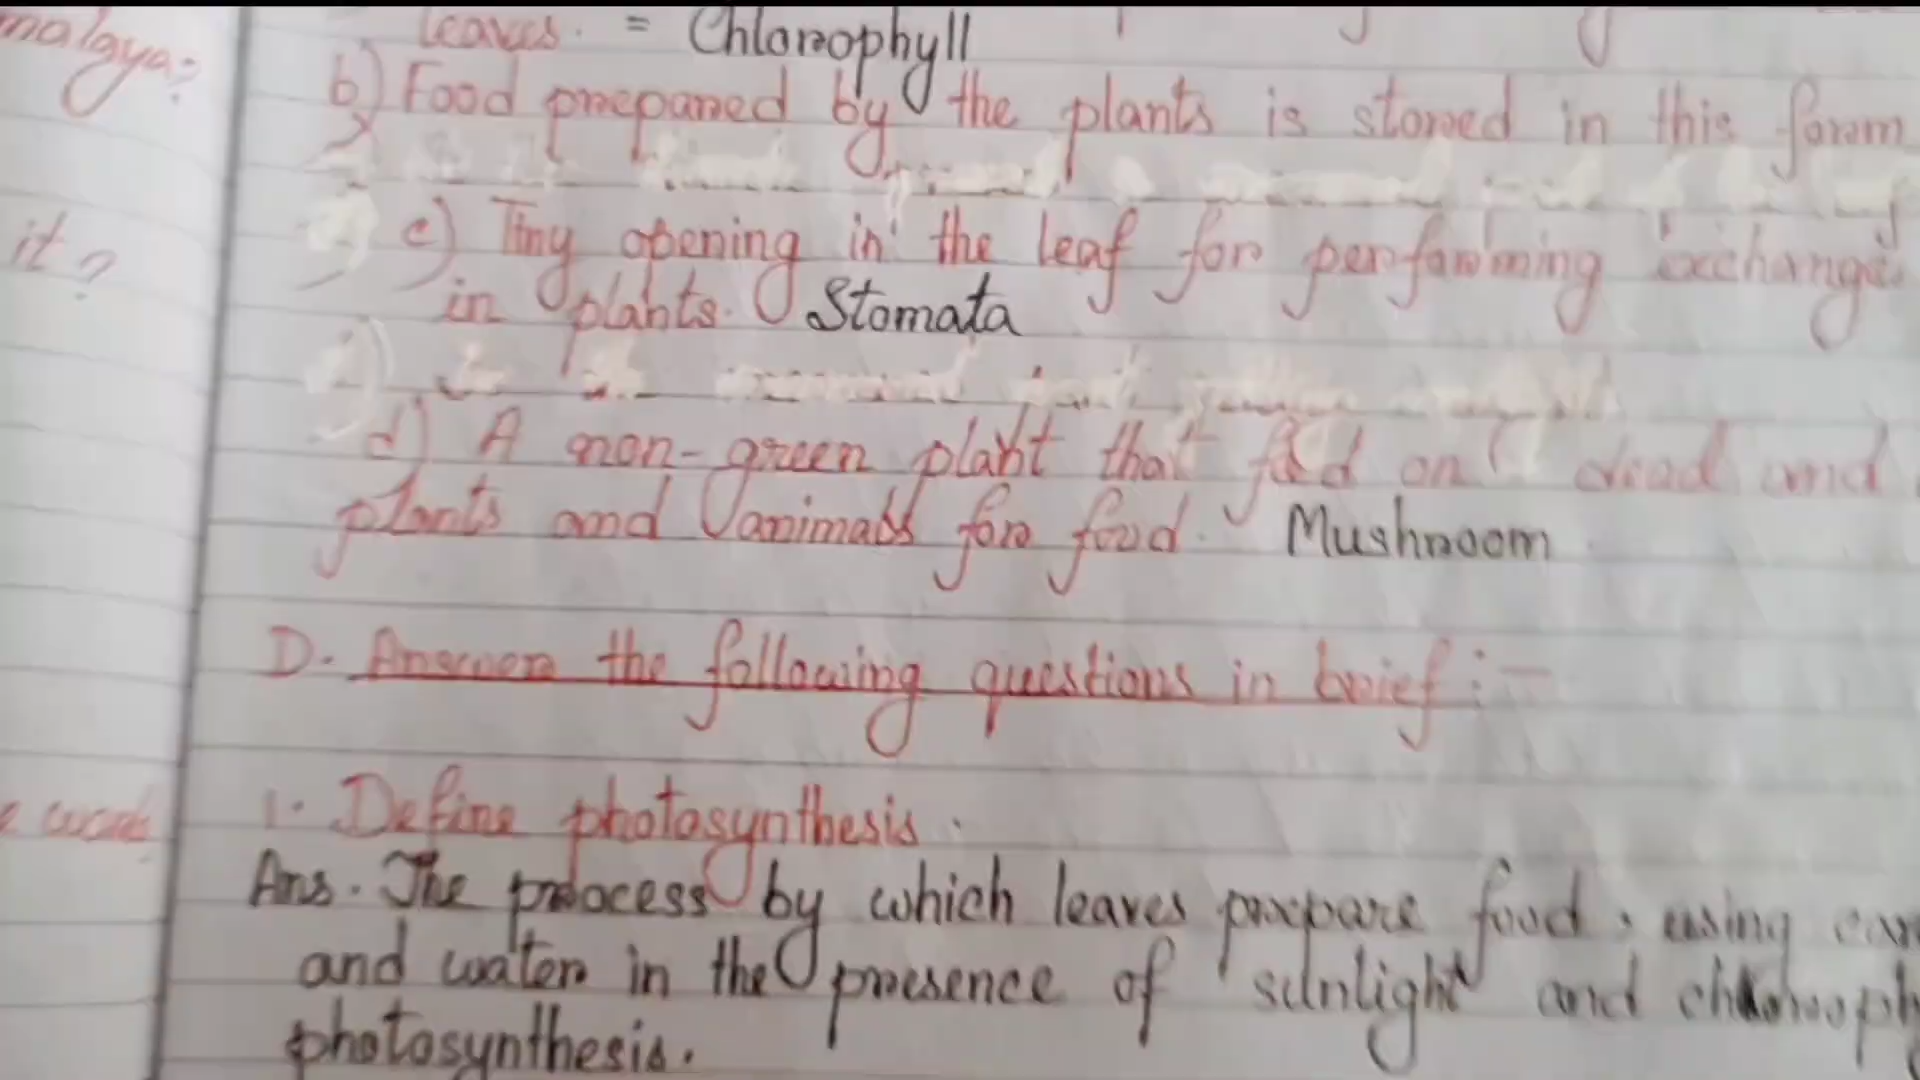 malgya?
it?
leaves. = Chlorophyll
b) Food prepared by the plants is stored in this form
c) Tiny opening in the leaf for performing exchange
in plants. Stomata
d) A non-green plant that fed on dead and
plants and animals for food. Mushroom
D. Answer the following questions in brief :-
1. Define photosynthesis.
Ans. The process by which leaves prepare food, using car
and water in the presence of sunlight and chloroph
photosynthesis.